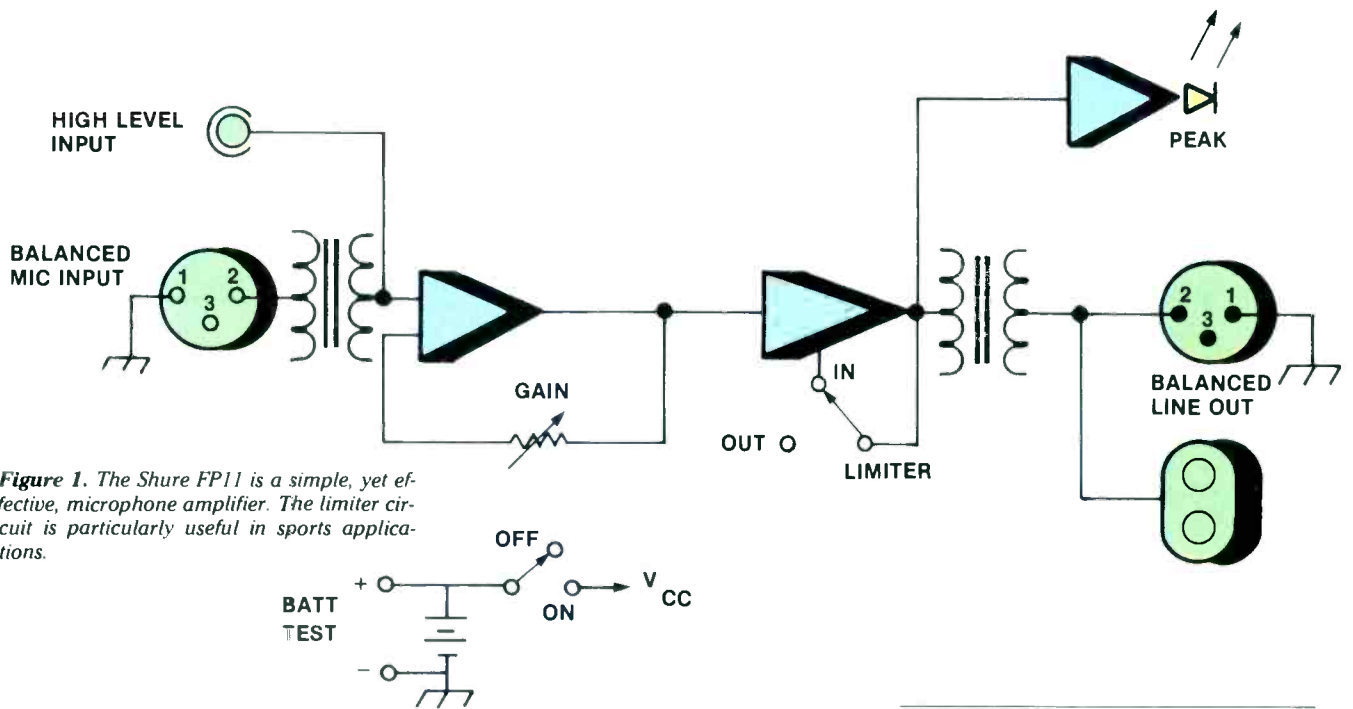 HIGH LEVEL
INPUT
PEAK
BALANCED
MIC INPUT
1 2
3
GAIN
IN
OUT
LIMITER
2 1
3
BALANCED
LINE OUT
Figure 1. The Shure FP11 is a simple, yet ef-
fective, microphone amplifier. The limiter cir-
cuit is particularly useful in sports applica-
tions.
OFF
+
BATT
TEST
ON
VCC
−